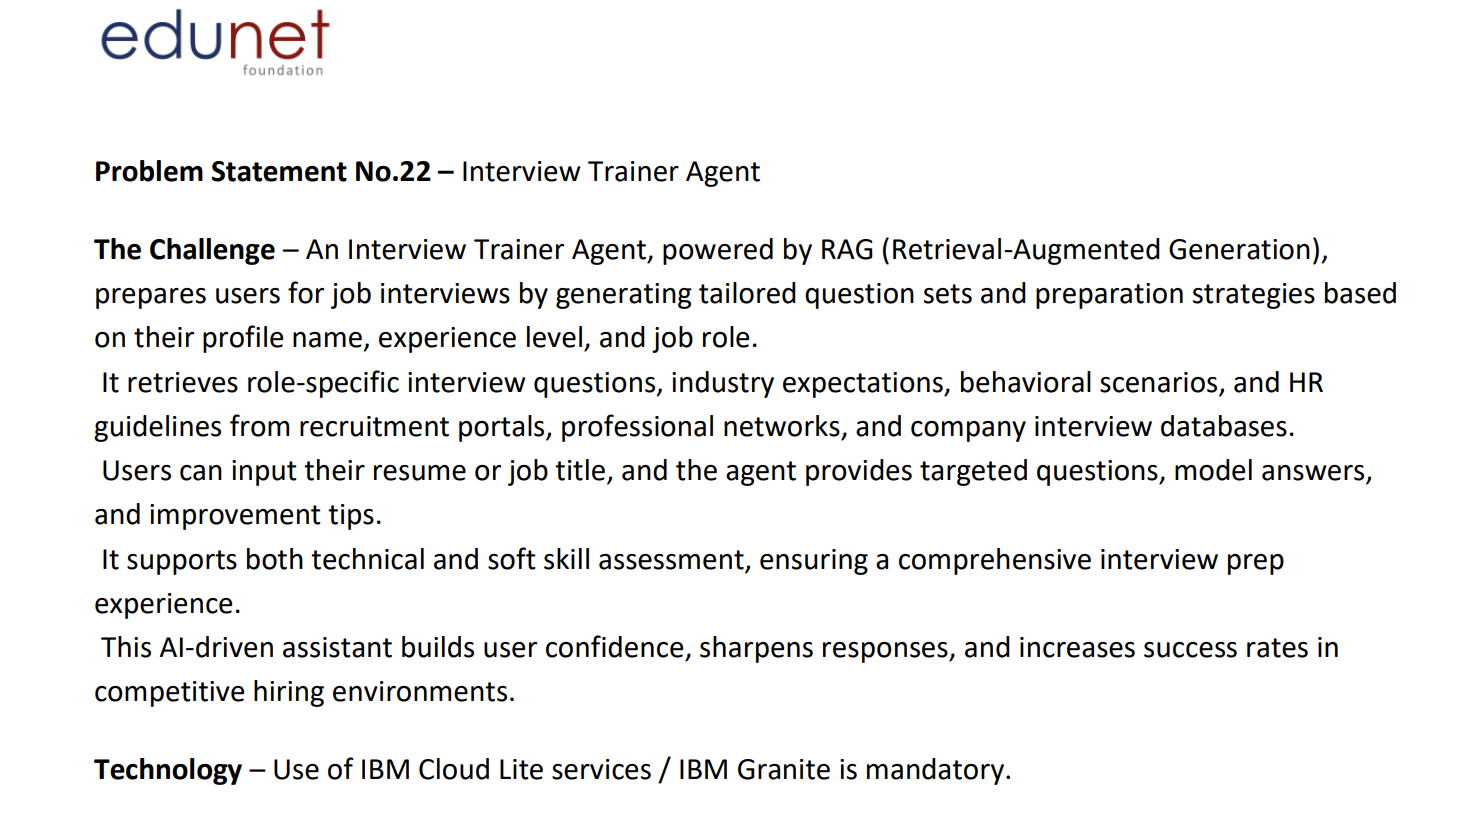 edunet
foundation
Problem Statement No.22 – Interview Trainer Agent
The Challenge – An Interview Trainer Agent, powered by RAG (Retrieval-Augmented Generation),
prepares users for job interviews by generating tailored question sets and preparation strategies based
on their profile name, experience level, and job role.
It retrieves role-specific interview questions, industry expectations, behavioral scenarios, and HR
guidelines from recruitment portals, professional networks, and company interview databases.
Users can input their resume or job title, and the agent provides targeted questions, model answers,
and improvement tips.
It supports both technical and soft skill assessment, ensuring a comprehensive interview prep
experience.
This AI-driven assistant builds user confidence, sharpens responses, and increases success rates in
competitive hiring environments.
Technology – Use of IBM Cloud Lite services / IBM Granite is mandatory.